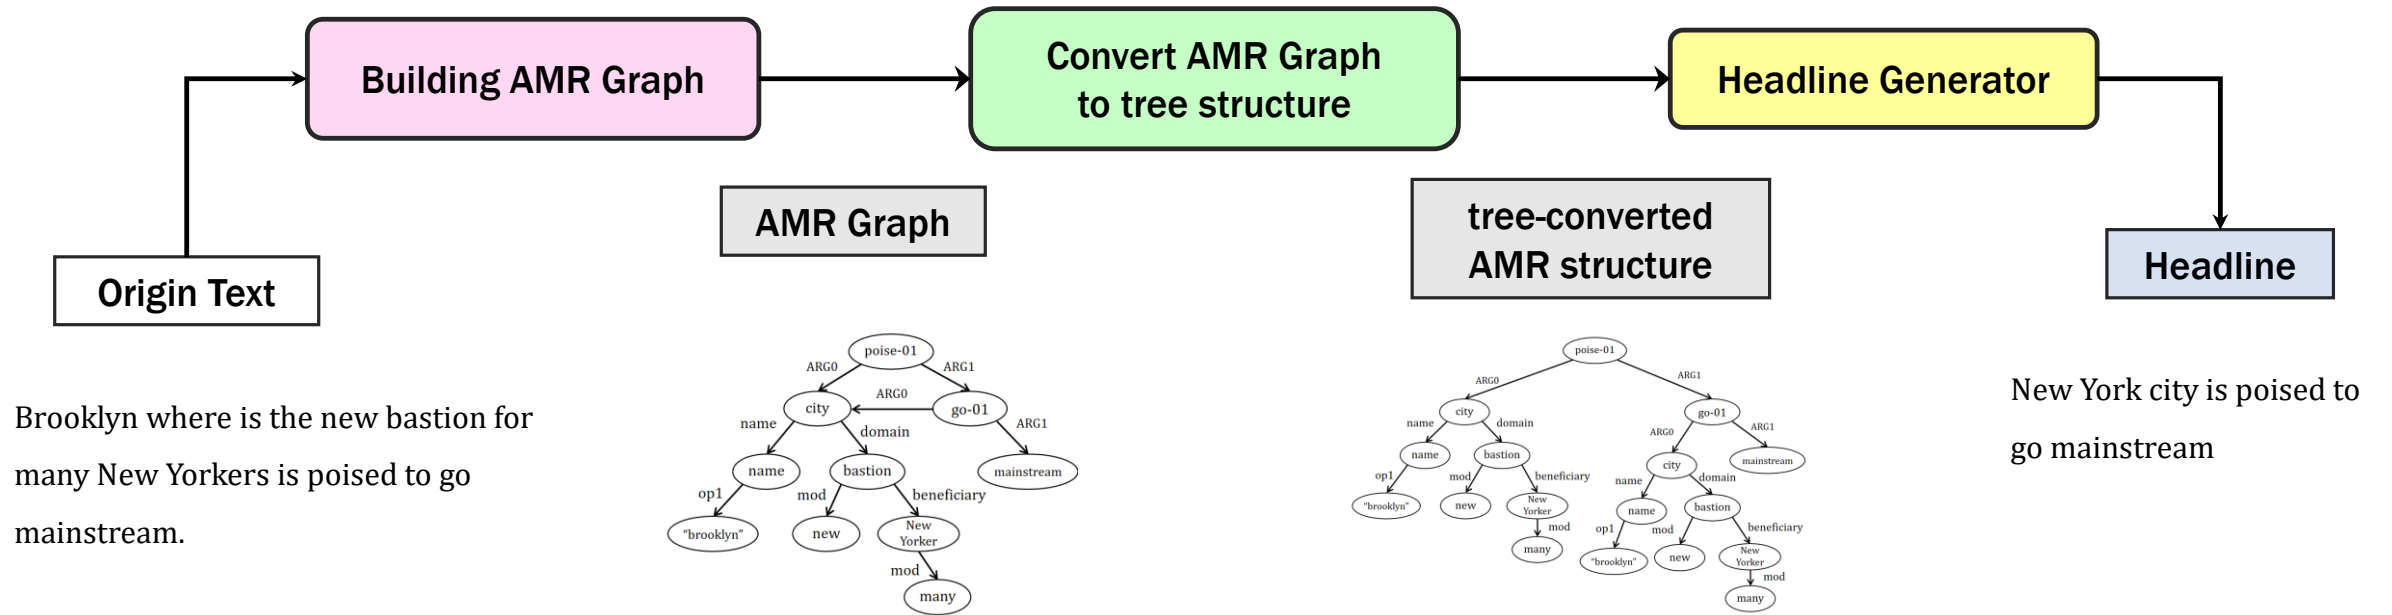 Building AMR Graph
Convert AMR Graph
to tree structure
Headline Generator
Origin Text
AMR Graph
tree-converted
AMR structure
Headline
Brooklyn where is the new bastion for
many New Yorkers is poised to go
mainstream.
poise-01
ARG0
ARG1
city
ARG0
go-01
name
domain
ARG1
name
bastion
mainstream
op1
mod
beneficiary
"brooklyn"
new
New
Yorker
mod
many
poise-01
ARG0
ARG1
city
go-01
name
domain
ARG0
ARG1
name
bastion
city
mainstream
op1
mod
beneficiary
name
domain
"brooklyn"
new
New
Yorker
name
bastion
mod
op1
mod
beneficiary
many
"brooklyn"
new
New
Yorker
mod
many
New York city is poised to
go mainstream